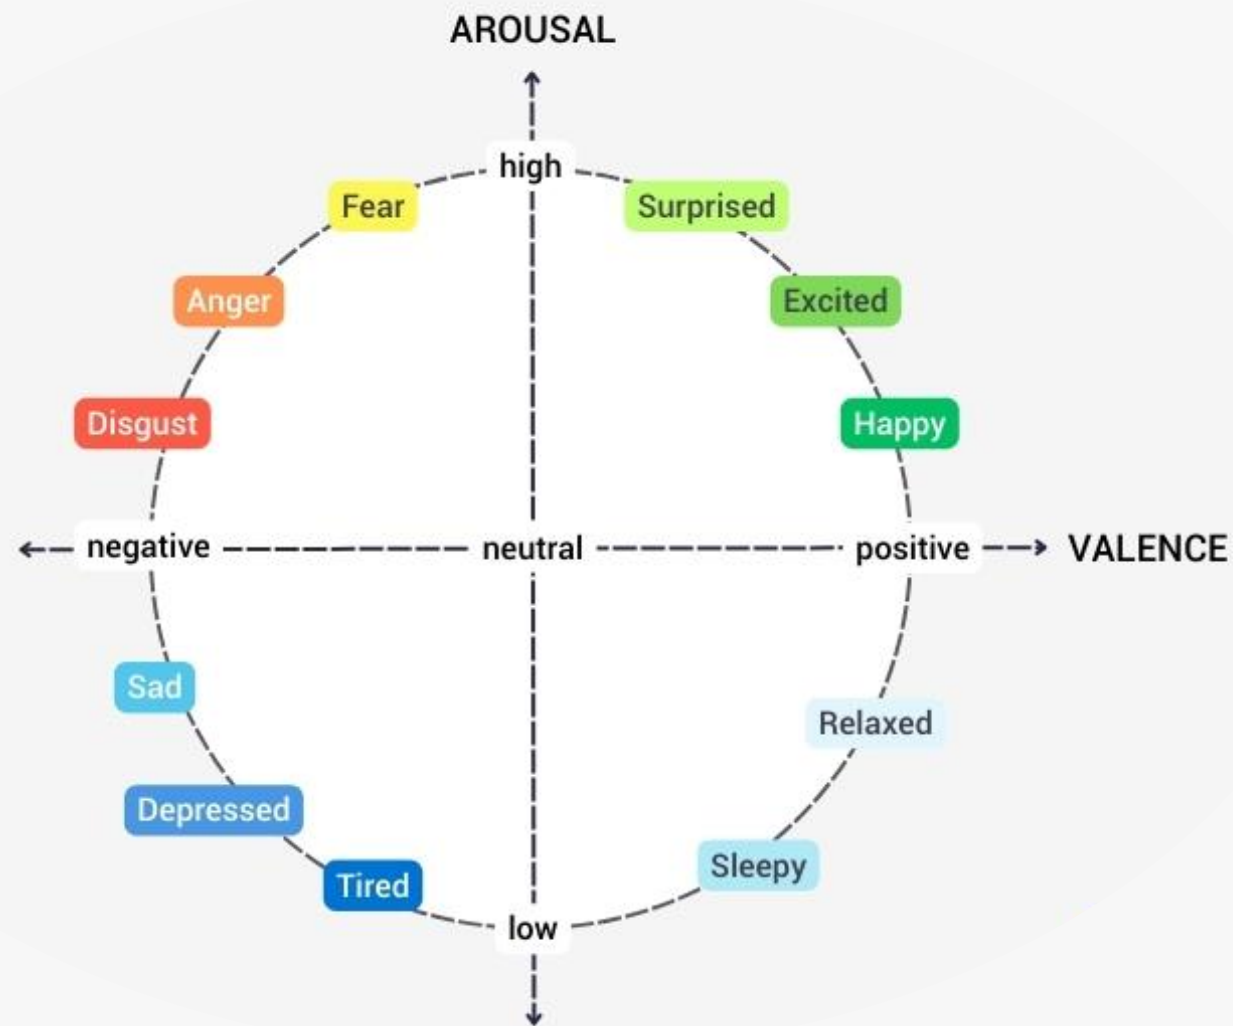 AROUSAL
high
Fear
Surprised
Anger
Excited
Disgust
Happy
negative
neutral
positive
VALENCE
Sad
Relaxed
Depressed
Sleepy
Tired
low